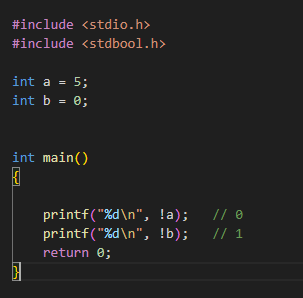 #include <stdio.h>
#include <stdbool.h>
int a = 5;
int b = 0;
int main()
{
printf("%d\n", !a);   // 0
printf("%d\n", !b);   // 1
return 0;
}